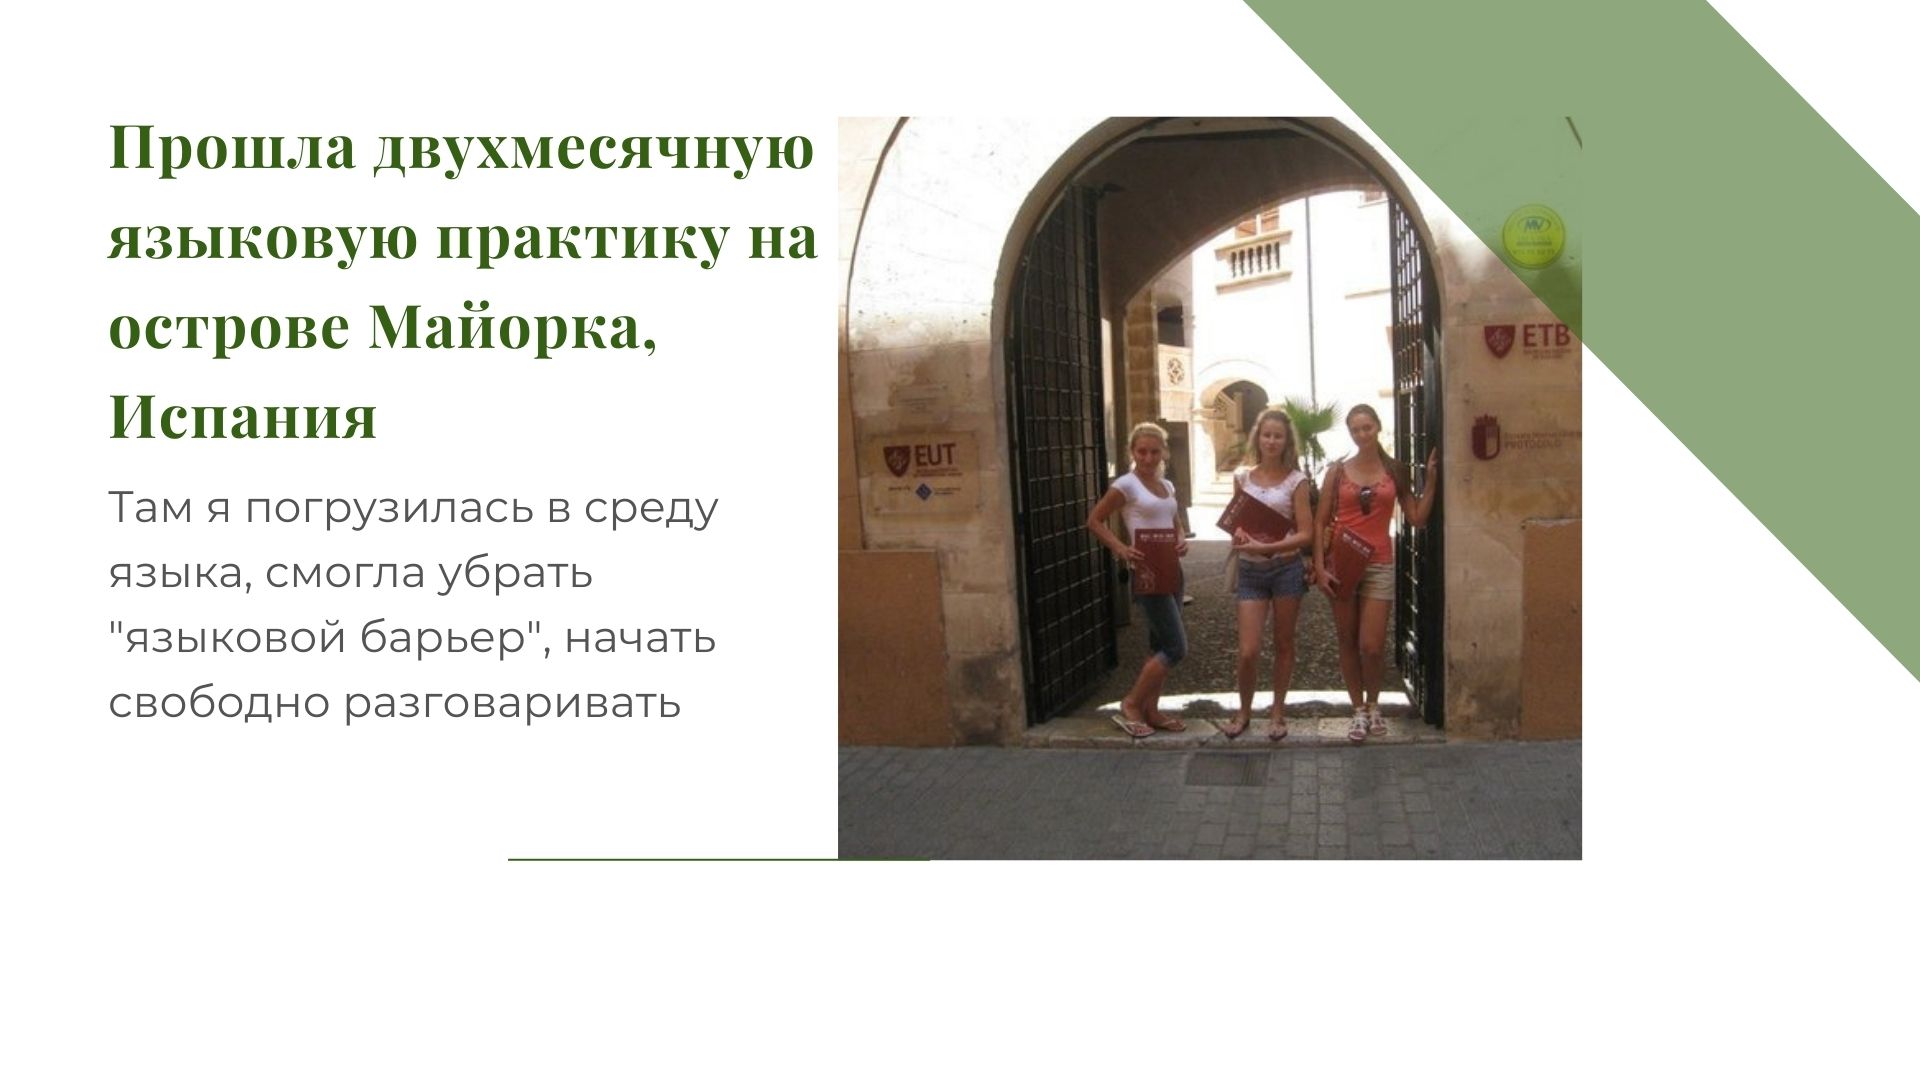 Прошла двухмесячную
языковую практику на
острове Майорка,
Испания
Там я погрузилась в среду
языка, смогла убрать
"языковой барьер", начать
свободно разговаривать
EUT
ETB
PROTOCOLO
MV